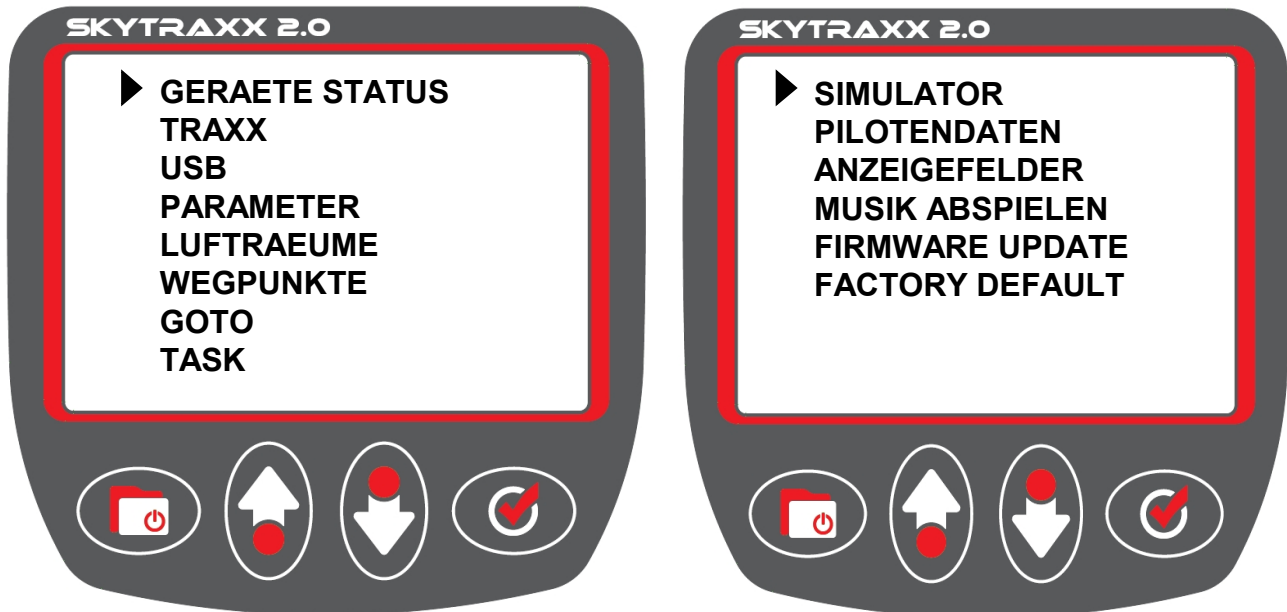 SKYTRAXX 2.0
GERAETE STATUS
TRAXX
USB
PARAMETER
LUFTRAEUME
WEGPUNKTE
GOTO
TASK
SKYTRAXX 2.0
SIMULATOR
PILOTENDATEN
ANZEIGEFELDER
MUSIK ABSPIELEN
FIRMWARE UPDATE
FACTORY DEFAULT